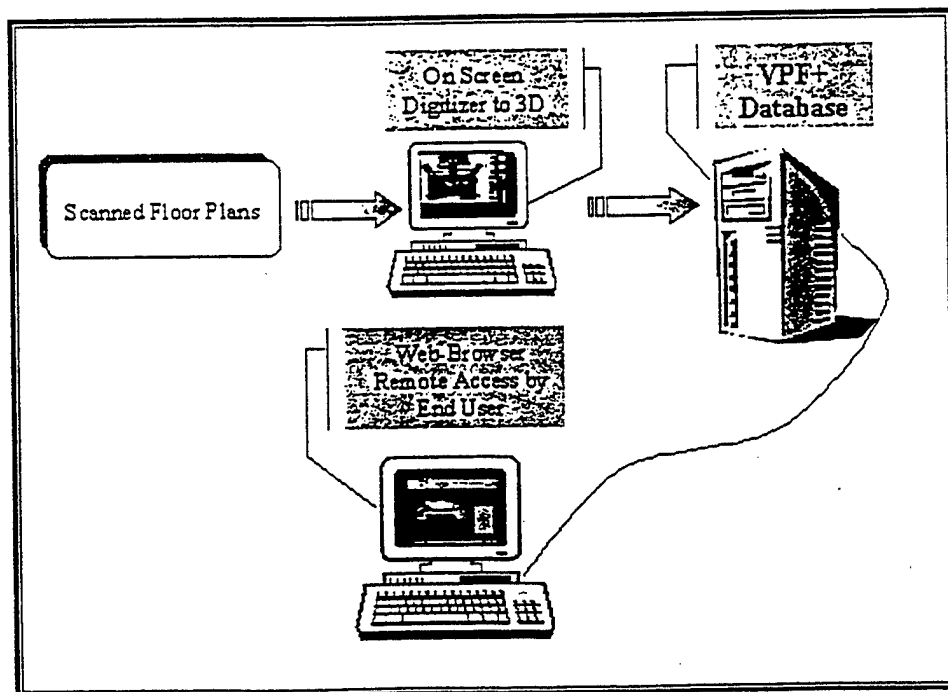 On Screen
Digitizer to 3D
VPF+
Database
Scanned Floor Plans
Web-Browser
Remote Access by
End User